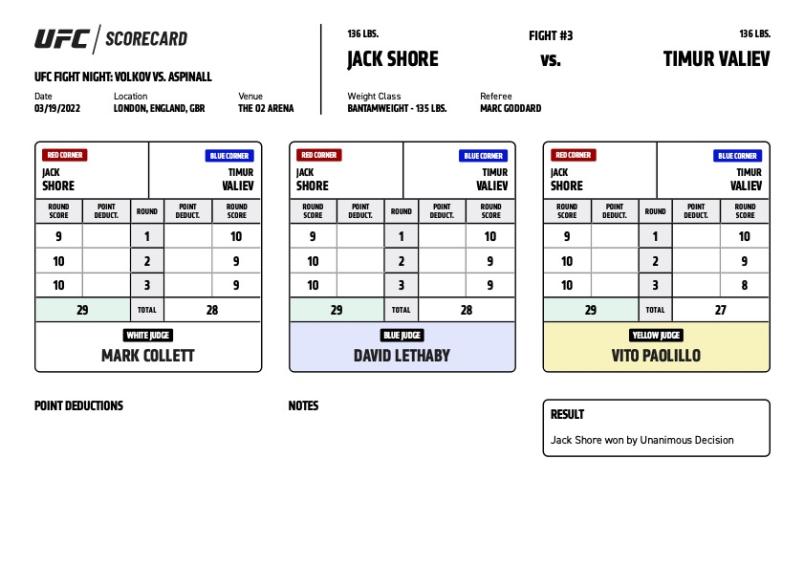 UFC SCORECARD
UFC FIGHT NIGHT: VOLKOV VS. ASPINALL
Date Location Venue
03/19/2022 LONDON, ENGLAND, GBR THE O2 ARENA
136 LBS. FIGHT #3 136 LBS.
JACK SHORE VS. TIMUR VALIEV
Weight Class Referee
BANTAMWEIGHT - 135 LBS. MARC GODDARD
RED CORNER BLUE CORNER
JACK TIMUR
SHORE VALIEV
ROUND SCORE POINT DEDUCT. ROUND POINT DEDUCT. ROUND SCORE
9 1 10
10 2 9
10 3 9
29 TOTAL 28
WHITE JUDGE
MARK COLLETT
RED CORNER BLUE CORNER
JACK TIMUR
SHORE VALIEV
ROUND SCORE POINT DEDUCT. ROUND POINT DEDUCT. ROUND SCORE
9 1 10
10 2 9
10 3 9
29 TOTAL 28
BLUE JUDGE
DAVID LETHABY
RED CORNER BLUE CORNER
JACK TIMUR
SHORE VALIEV
ROUND SCORE POINT DEDUCT. ROUND POINT DEDUCT. ROUND SCORE
9 1 10
10 2 9
10 3 8
29 TOTAL 27
YELLOW JUDGE
VITO PAOLILLO
POINT DEDUCTIONS
NOTES
RESULT
Jack Shore won by Unanimous Decision